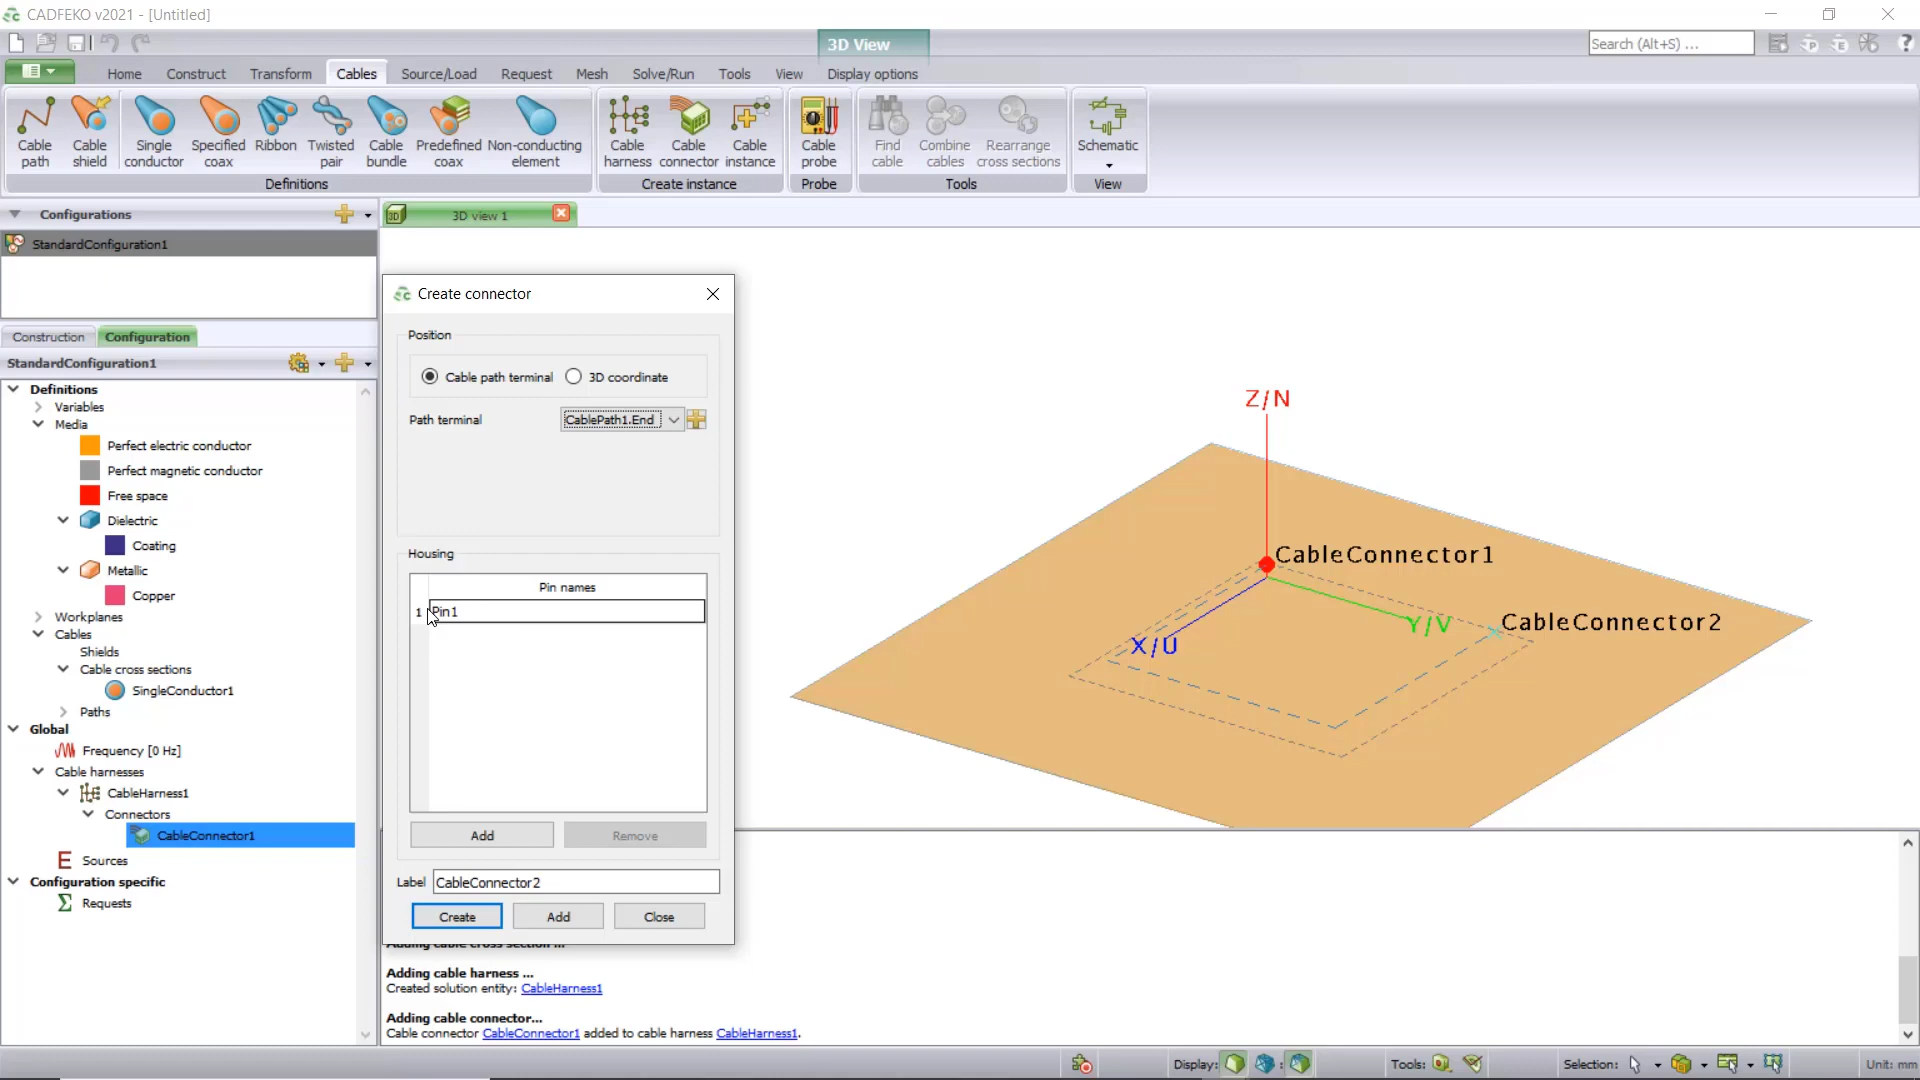 CADFEKO v2021 - [Untitled]
3D View
Search (Alt+S) ...
Home Construct Transform Cables Source/Load Request Mesh Solve/Run Tools View Display options
Cable path
Cable shield
Single conductor
Specified coax
Ribbon
Twisted pair
Cable bundle
Predefined coax
Non-conducting element
Cable harness
Cable connector
Cable instance
Cable probe
Find cable
Combine cables
Rearrange cross sections
Schematic
Definitions
Create instance
Probe
Tools
View
Configurations
3D view 1
StandardConfiguration1
Construction Configuration
StandardConfiguration1
Definitions
Variables
Media
Perfect electric conductor
Perfect magnetic conductor
Free space
Dielectric
Coating
Metallic
Copper
Workplanes
Cables
Shields
Cable cross sections
SingleConductor1
Paths
Global
Frequency [0 Hz]
Cable harnesses
CableHarness1
Connectors
CableConnector1
Sources
Configuration specific
Requests
Create connector
Position
Cable path terminal
3D coordinate
Path terminal
CablePath1.End
Housing
Pin names
1 Pin1
Add
Remove
Label CableConnector2
Create Add Close
Z/N
CableConnector1
CableConnector2
Y/V
X/U
Adding cable cross section ...
Adding cable harness ...
Created solution entity: CableHarness1
Adding cable connector...
Cable connector CableConnector1 added to cable harness CableHarness1.
Display:
Tools:
Selection:
Unit: mm